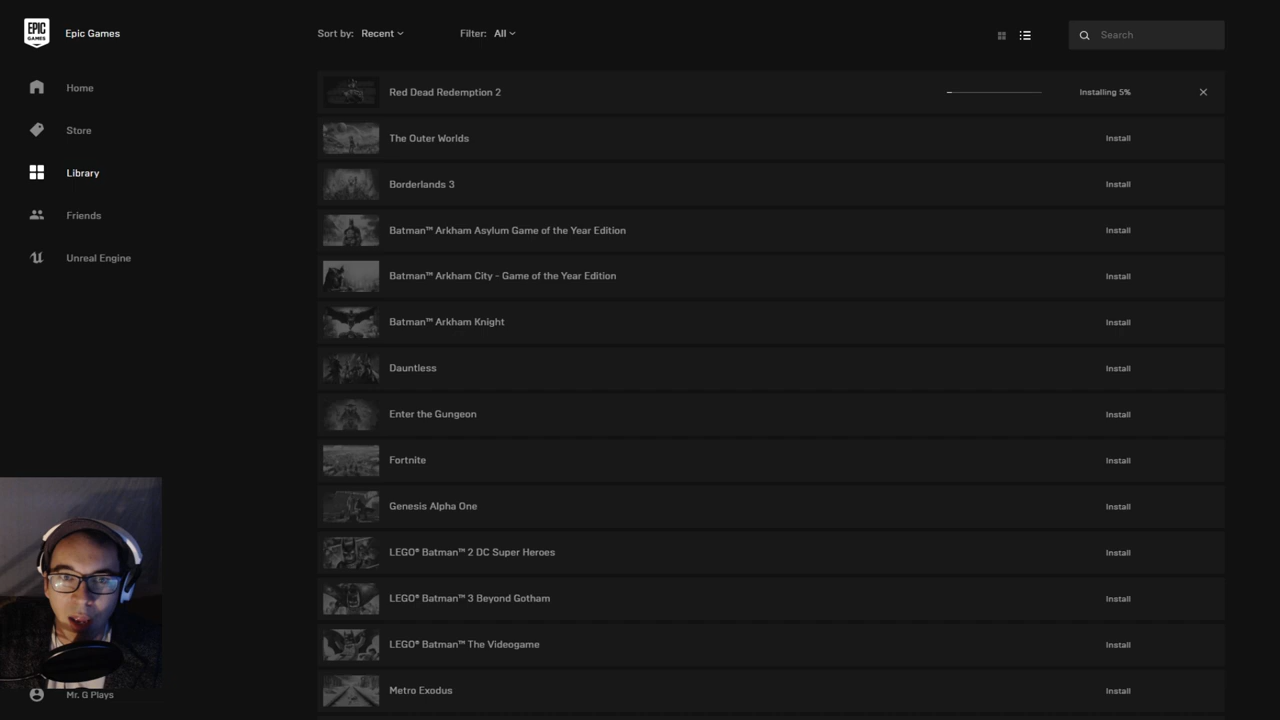 EPIC
GAMES
Epic Games
Sort by: Recent
Filter: All
Search
Home
Store
Library
Friends
Unreal Engine
Red Dead Redemption 2
Installing 5%
The Outer Worlds
Install
Borderlands 3
Install
Batman™ Arkham Asylum Game of the Year Edition
Install
Batman™ Arkham City - Game of the Year Edition
Install
Batman™ Arkham Knight
Install
Dauntless
Install
Enter the Gungeon
Install
Fortnite
Install
Genesis Alpha One
Install
LEGO® Batman™ 2 DC Super Heroes
Install
LEGO® Batman™ 3 Beyond Gotham
Install
LEGO® Batman™ The Videogame
Install
Metro Exodus
Install
Mr. G Plays